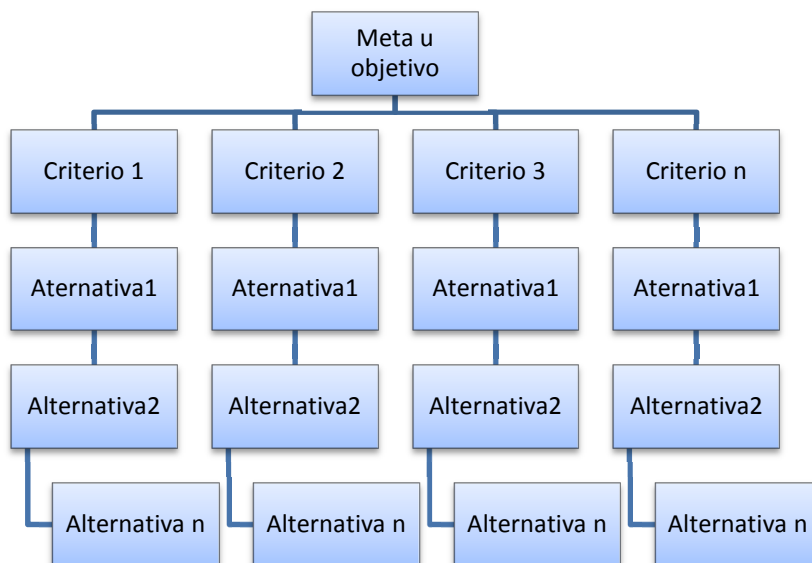 Meta u
objetivo
Criterio 1
Criterio 2
Criterio 3
Criterio n
Aternativa1
Aternativa1
Aternativa1
Aternativa1
Alternativa2
Alternativa2
Alternativa2
Alternativa2
Alternativa n
Alternativa n
Alternativa n
Alternativa n